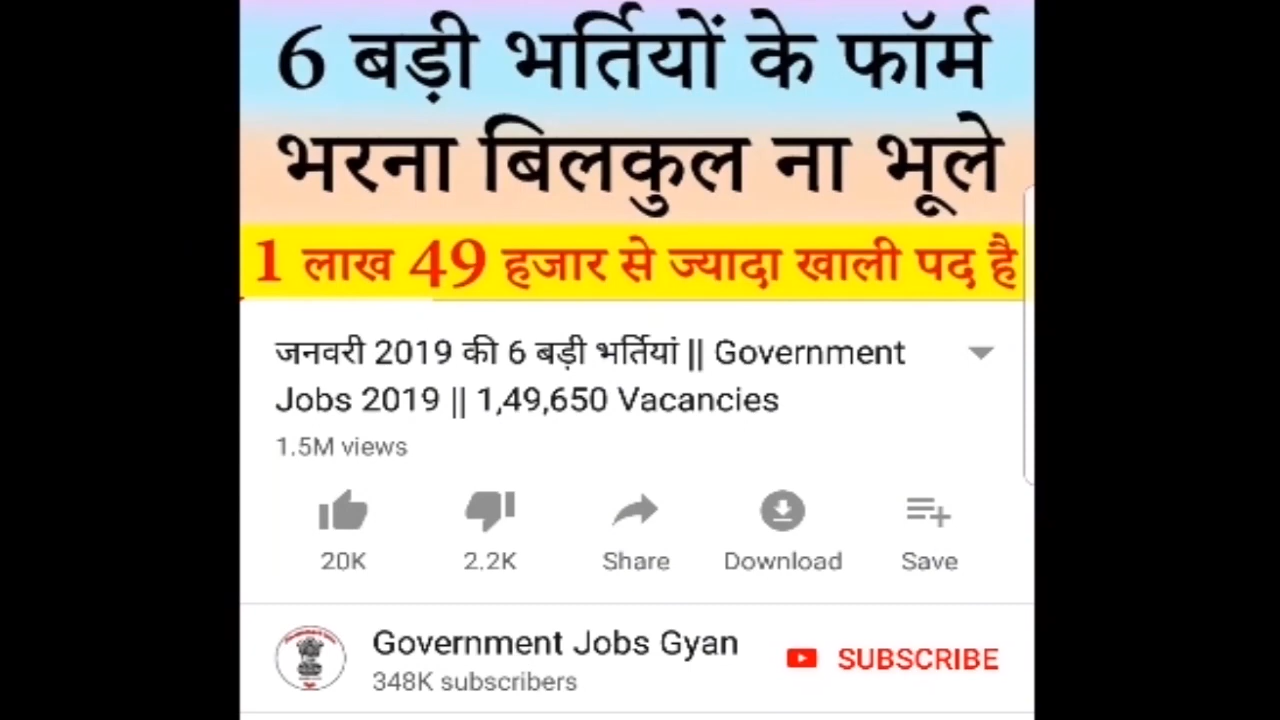 6 बड़ी भर्तियों के फॉर्म
भरना बिलकुल ना भूले
1 लाख 49 हजार से ज्यादा खाली पद है
जनवरी 2019 की 6 बड़ी भर्तियां || Government
Jobs 2019 || 1,49,650 Vacancies
1.5M views
20K 2.2K Share Download Save
Government Jobs Gyan
348K subscribers
SUBSCRIBE